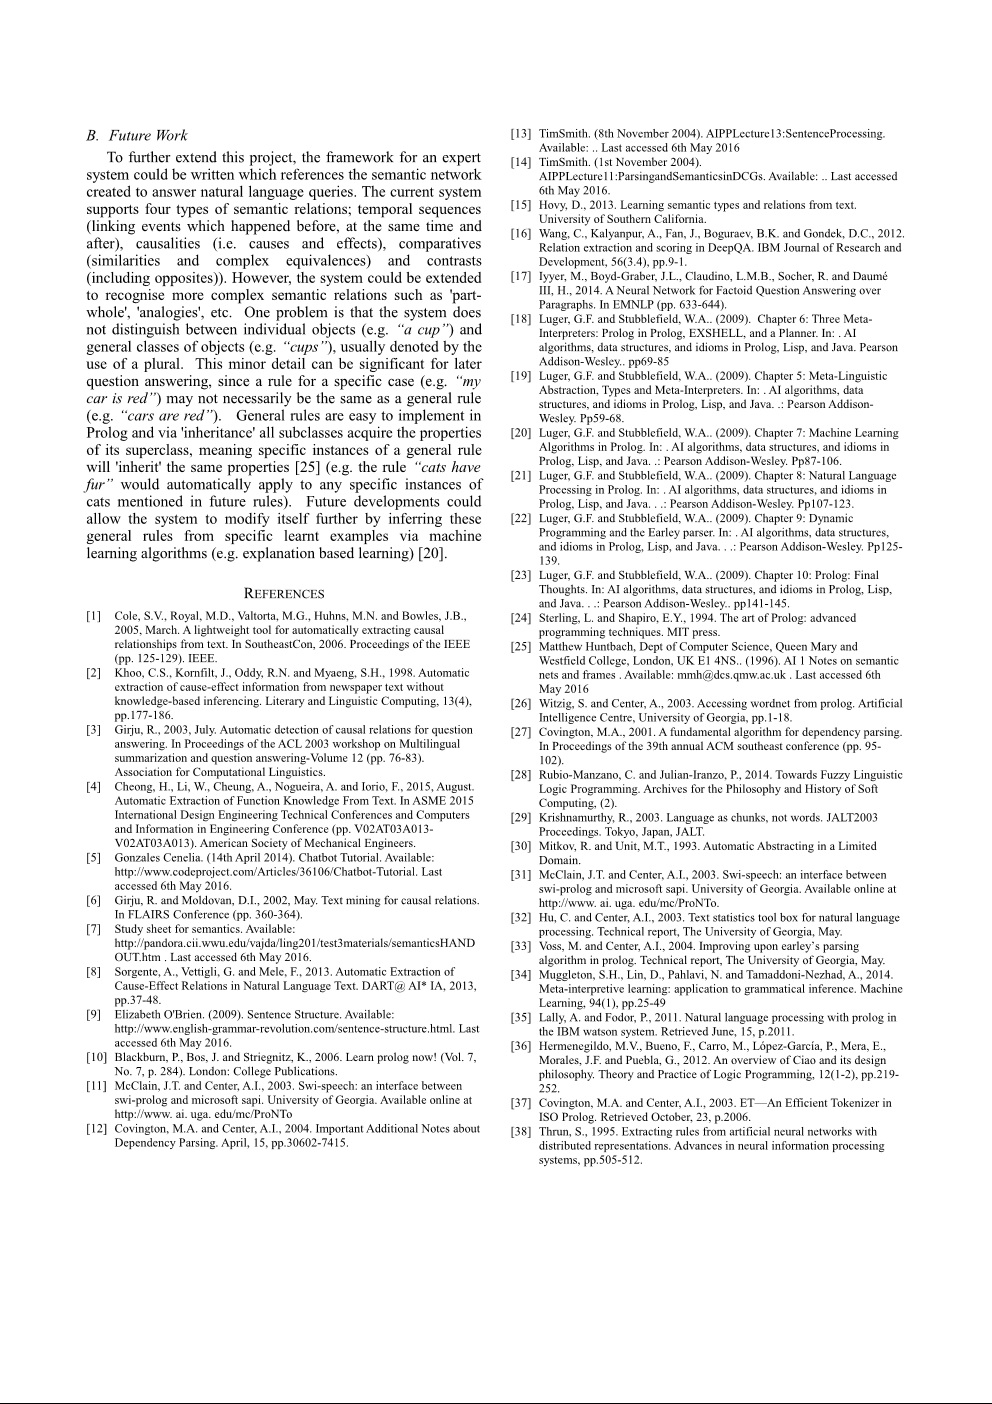 B. Future Work
To further extend this project, the framework for an expert
system could be written which references the semantic network
created to answer natural language queries. The current system
supports four types of semantic relations; temporal sequences
(linking events which happened before, at the same time and
after), causalities (i.e. causes and effects), comparatives
(similarities and complex equivalences) and contrasts
(including opposites)). However, the system could be extended
to recognise more complex semantic relations such as 'part-
whole', 'analogies', etc. One problem is that the system does
not distinguish between individual objects (e.g. “a cup”) and
general classes of objects (e.g. “cups”), usually denoted by the
use of a plural. This minor detail can be significant for later
question answering, since a rule for a specific case (e.g. “my
car is red”) may not necessarily be the same as a general rule
(e.g. “cars are red”). General rules are easy to implement in
Prolog and via 'inheritance' all subclasses acquire the properties
of its superclass, meaning specific instances of a general rule
will 'inherit' the same properties [25] (e.g. the rule “cats have
fur” would automatically apply to any specific instances of
cats mentioned in future rules). Future developments could
allow the system to modify itself further by inferring these
general rules from specific learnt examples via machine
learning algorithms (e.g. explanation based learning) [20].
REFERENCES
[1] Cole, S.V., Royal, M.D., Valtorta, M.G., Huhns, M.N. and Bowles, J.B.,
2005, March. A lightweight tool for automatically extracting causal
relationships from text. In SoutheastCon, 2006. Proceedings of the IEEE
(pp. 125-129). IEEE.
[2] Khoo, C.S., Kornfilt, J., Oddy, R.N. and Myaeng, S.H., 1998. Automatic
extraction of cause-effect information from newspaper text without
knowledge-based inferencing. Literary and Linguistic Computing, 13(4),
pp.177-186.
[3] Girju, R., 2003, July. Automatic detection of causal relations for question
answering. In Proceedings of the ACL 2003 workshop on Multilingual
summarization and question answering-Volume 12 (pp. 76-83).
Association for Computational Linguistics.
[4] Cheong, H., Li, W., Cheung, A., Nogueira, A. and Iorio, F., 2015, August.
Automatic Extraction of Function Knowledge From Text. In ASME 2015
International Design Engineering Technical Conferences and Computers
and Information in Engineering Conference (pp. V02AT03A013-
V02AT03A013). American Society of Mechanical Engineers.
[5] Gonzales Cenelia. (14th April 2014). Chatbot Tutorial. Available:
http://www.codeproject.com/Articles/36106/Chatbot-Tutorial. Last
accessed 6th May 2016.
[6] Girju, R. and Moldovan, D.I., 2002, May. Text mining for causal relations.
In FLAIRS Conference (pp. 360-364).
[7] Study sheet for semantics. Available:
http://pandora.cii.wwu.edu/vajda/ling201/test3materials/semanticsHAND
OUT.htm . Last accessed 6th May 2016.
[8] Sorgente, A., Vettigli, G. and Mele, F., 2013. Automatic Extraction of
Cause-Effect Relations in Natural Language Text. DART@ AI* IA, 2013,
pp.37-48.
[9] Elizabeth O'Brien. (2009). Sentence Structure. Available:
http://www.english-grammar-revolution.com/sentence-structure.html. Last
accessed 6th May 2016.
[10] Blackburn, P., Bos, J. and Striegnitz, K., 2006. Learn prolog now! (Vol. 7,
No. 7, p. 284). London: College Publications.
[11] McClain, J.T. and Center, A.I., 2003. Swi-speech: an interface between
swi-prolog and microsoft sapi. University of Georgia. Available online at
http://www. ai. uga. edu/mc/ProNTo
[12] Covington, M.A. and Center, A.I., 2004. Important Additional Notes about
Dependency Parsing. April, 15, pp.30602-7415.
[13] TimSmith. (8th November 2004). AIPPLecture13:SentenceProcessing.
Available: .. Last accessed 6th May 2016
[14] TimSmith. (1st November 2004).
AIPPLecture11:ParsingandSemanticsinDCGs. Available: .. Last accessed
6th May 2016.
[15] Hovy, D., 2013. Learning semantic types and relations from text.
University of Southern California.
[16] Wang, C., Kalyanpur, A., Fan, J., Boguraev, B.K. and Gondek, D.C., 2012.
Relation extraction and scoring in DeepQA. IBM Journal of Research and
Development, 56(3.4), pp.9-1.
[17] Iyyer, M., Boyd-Graber, J.L., Claudino, L.M.B., Socher, R. and Daumé
III, H., 2014. A Neural Network for Factoid Question Answering over
Paragraphs. In EMNLP (pp. 633-644).
[18] Luger, G.F. and Stubblefield, W.A.. (2009). Chapter 6: Three Meta-
Interpreters: Prolog in Prolog, EXSHELL, and a Planner. In: . AI
algorithms, data structures, and idioms in Prolog, Lisp, and Java. Pearson
Addison-Wesley.. pp69-85
[19] Luger, G.F. and Stubblefield, W.A.. (2009). Chapter 5: Meta-Linguistic
Abstraction, Types and Meta-Interpreters. In: . AI algorithms, data
structures, and idioms in Prolog, Lisp, and Java. .: Pearson Addison-
Wesley. Pp59-68.
[20] Luger, G.F. and Stubblefield, W.A.. (2009). Chapter 7: Machine Learning
Algorithms in Prolog. In: . AI algorithms, data structures, and idioms in
Prolog, Lisp, and Java. .: Pearson Addison-Wesley. Pp87-106.
[21] Luger, G.F. and Stubblefield, W.A.. (2009). Chapter 8: Natural Language
Processing in Prolog. In: . AI algorithms, data structures, and idioms in
Prolog, Lisp, and Java. . .: Pearson Addison-Wesley. Pp107-123.
[22] Luger, G.F. and Stubblefield, W.A.. (2009). Chapter 9: Dynamic
Programming and the Earley parser. In: . AI algorithms, data structures,
and idioms in Prolog, Lisp, and Java. . .: Pearson Addison-Wesley. Pp125-
139.
[23] Luger, G.F. and Stubblefield, W.A.. (2009). Chapter 10: Prolog: Final
Thoughts. In: AI algorithms, data structures, and idioms in Prolog, Lisp,
and Java. . .: Pearson Addison-Wesley.. pp141-145.
[24] Sterling, L. and Shapiro, E.Y., 1994. The art of Prolog: advanced
programming techniques. MIT press.
[25] Matthew Huntbach, Dept of Computer Science, Queen Mary and
Westfield College, London, UK E1 4NS.. (1996). AI 1 Notes on semantic
nets and frames . Available: mmh@dcs.qmw.ac.uk . Last accessed 6th
May 2016
[26] Witzig, S. and Center, A., 2003. Accessing wordnet from prolog. Artificial
Intelligence Centre, University of Georgia, pp.1-18.
[27] Covington, M.A., 2001. A fundamental algorithm for dependency parsing.
In Proceedings of the 39th annual ACM southeast conference (pp. 95-
102).
[28] Rubio-Manzano, C. and Julian-Iranzo, P., 2014. Towards Fuzzy Linguistic
Logic Programming. Archives for the Philosophy and History of Soft
Computing, (2).
[29] Krishnamurthy, R., 2003. Language as chunks, not words. JALT2003
Proceedings. Tokyo, Japan, JALT.
[30] Mitkov, R. and Unit, M.T., 1993. Automatic Abstracting in a Limited
Domain.
[31] McClain, J.T. and Center, A.I., 2003. Swi-speech: an interface between
swi-prolog and microsoft sapi. University of Georgia. Available online at
http://www. ai. uga. edu/mc/ProNTo.
[32] Hu, C. and Center, A.I., 2003. Text statistics tool box for natural language
processing. Technical report, The University of Georgia, May.
[33] Voss, M. and Center, A.I., 2004. Improving upon earley’s parsing
algorithm in prolog. Technical report, The University of Georgia, May.
[34] Muggleton, S.H., Lin, D., Pahlavi, N. and Tamaddoni-Nezhad, A., 2014.
Meta-interpretive learning: application to grammatical inference. Machine
Learning, 94(1), pp.25-49
[35] Lally, A. and Fodor, P., 2011. Natural language processing with prolog in
the IBM watson system. Retrieved June, 15, p.2011.
[36] Hermenegildo, M.V., Bueno, F., Carro, M., López-García, P., Mera, E.,
Morales, J.F. and Puebla, G., 2012. An overview of Ciao and its design
philosophy. Theory and Practice of Logic Programming, 12(1-2), pp.219-
252.
[37] Covington, M.A. and Center, A.I., 2003. ET—An Efficient Tokenizer in
ISO Prolog. Retrieved October, 23, p.2006.
[38] Thrun, S., 1995. Extracting rules from artificial neural networks with
distributed representations. Advances in neural information processing
systems, pp.505-512.